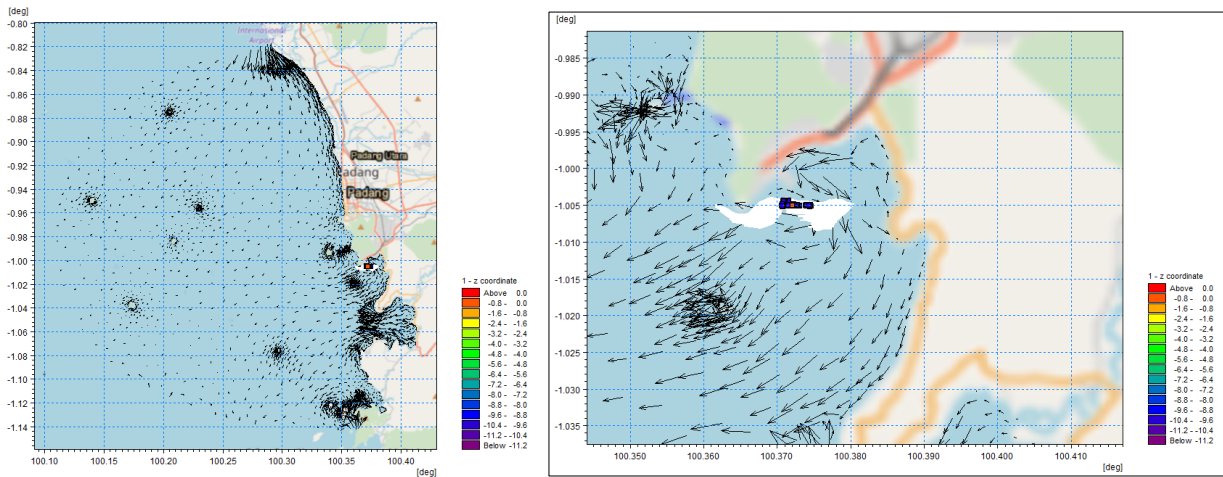 [deg]
-0.80
-0.82
-0.84
-0.86
-0.88
-0.90
-0.92
-0.94
-0.96
-0.98
-1.00
-1.02
-1.04
-1.06
-1.08
-1.10
-1.12
-1.14
100.10 100.15 100.20 100.25 100.30 100.35 100.40
[deg]
Internasional
Airport
Padang Utara
adang
Padang
1 - z coordinate
Above 0.0
-0.8 - 0.0
-1.6 - -0.8
-2.4 - -1.6
-3.2 - -2.4
-4.0 - -3.2
-4.8 - -4.0
-5.6 - -4.8
-6.4 - -5.6
-7.2 - -6.4
-8.0 - -7.2
-8.8 - -8.0
-9.6 - -8.8
-10.4 - -9.6
-11.2 - -10.4
Below -11.2
[deg]
-0.985
-0.990
-0.995
-1.000
-1.005
-1.010
-1.015
-1.020
-1.025
-1.030
-1.035
100.350 100.360 100.370 100.380 100.390 100.400 100.410
[deg]
1 - z coordinate
Above 0.0
-0.8 - 0.0
-1.6 - -0.8
-2.4 - -1.6
-3.2 - -2.4
-4.0 - -3.2
-4.8 - -4.0
-5.6 - -4.8
-6.4 - -5.6
-7.2 - -6.4
-8.0 - -7.2
-8.8 - -8.0
-9.6 - -8.8
-10.4 - -9.6
-11.2 - -10.4
Below -11.2